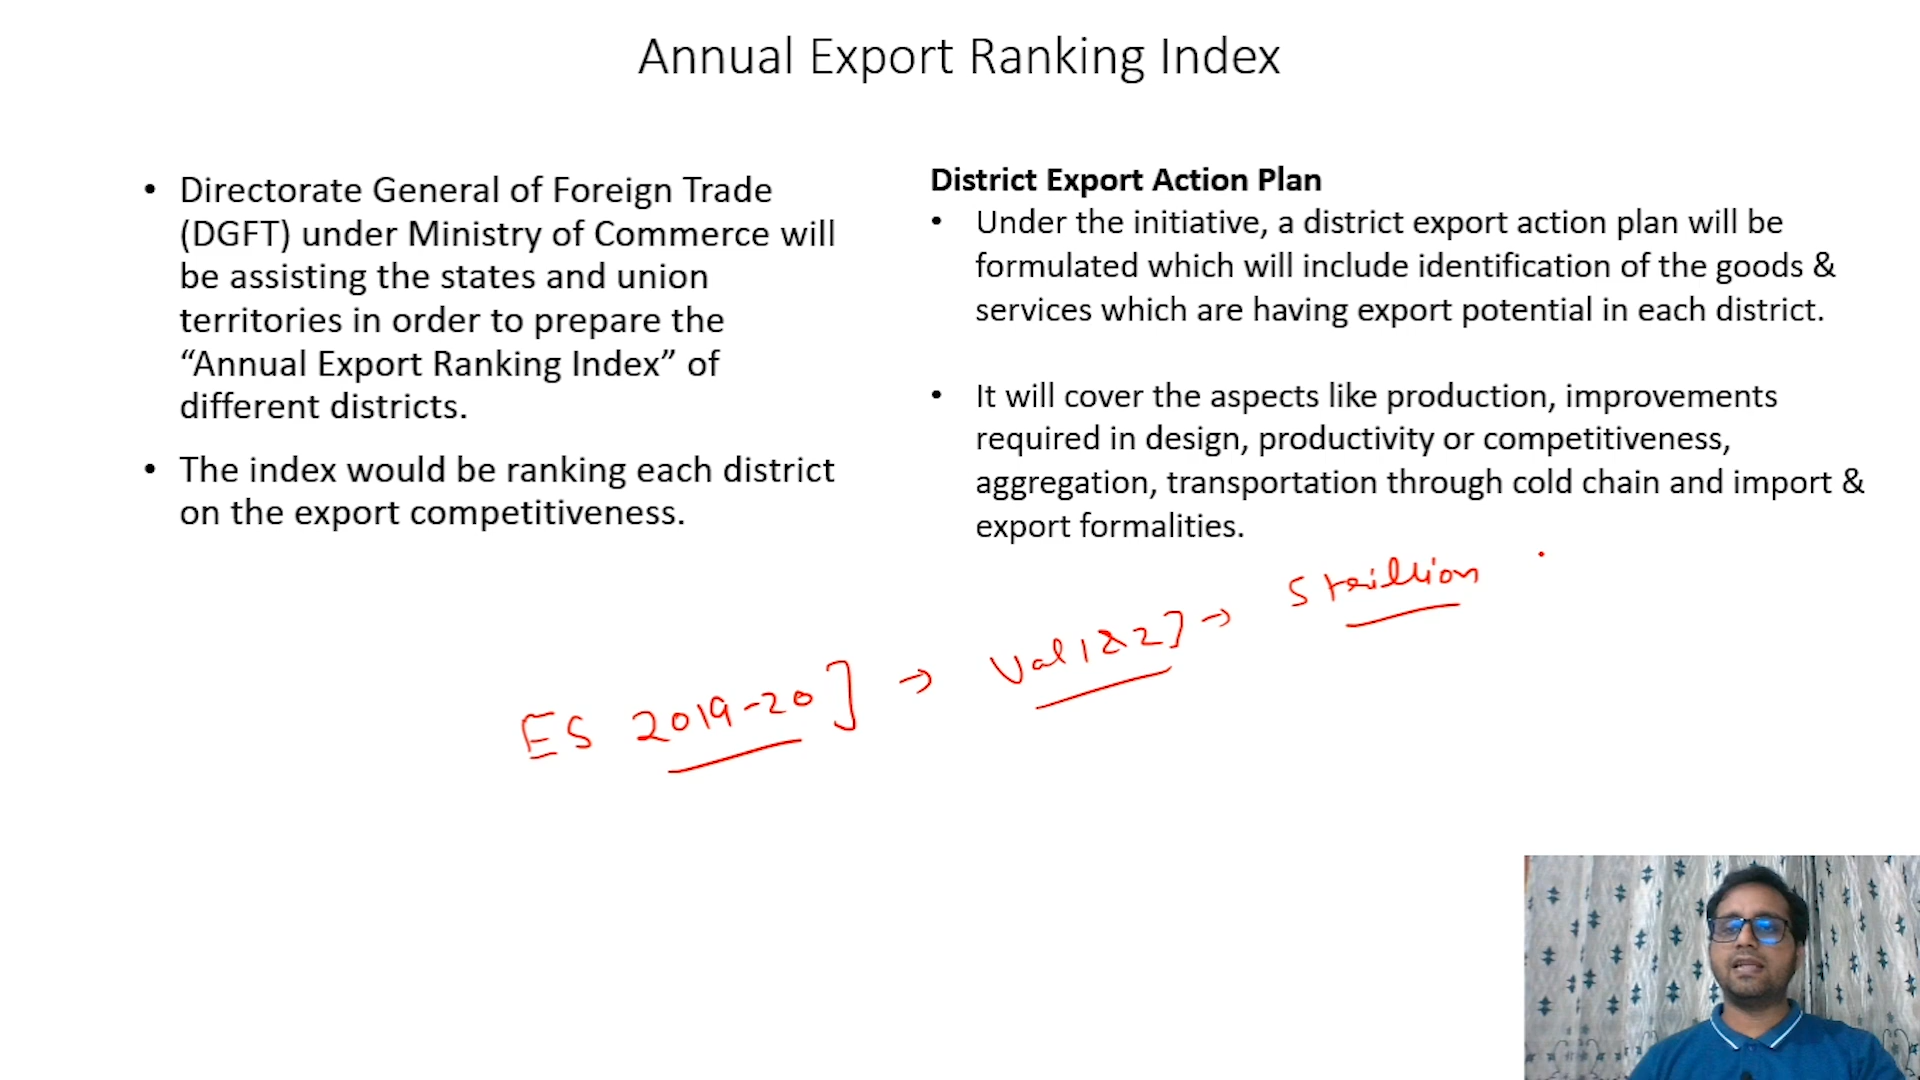 Annual Export Ranking Index
• Directorate General of Foreign Trade
(DGFT) under Ministry of Commerce will
be assisting the states and union
territories in order to prepare the
“Annual Export Ranking Index” of
different districts.
• The index would be ranking each district
on the export competitiveness.
District Export Action Plan
• Under the initiative, a district export action plan will be
formulated which will include identification of the goods &
services which are having export potential in each district.
• It will cover the aspects like production, improvements
required in design, productivity or competitiveness,
aggregation, transportation through cold chain and import &
export formalities.
ES 2019-20] → Vol 1 & 2] → 5 trillion